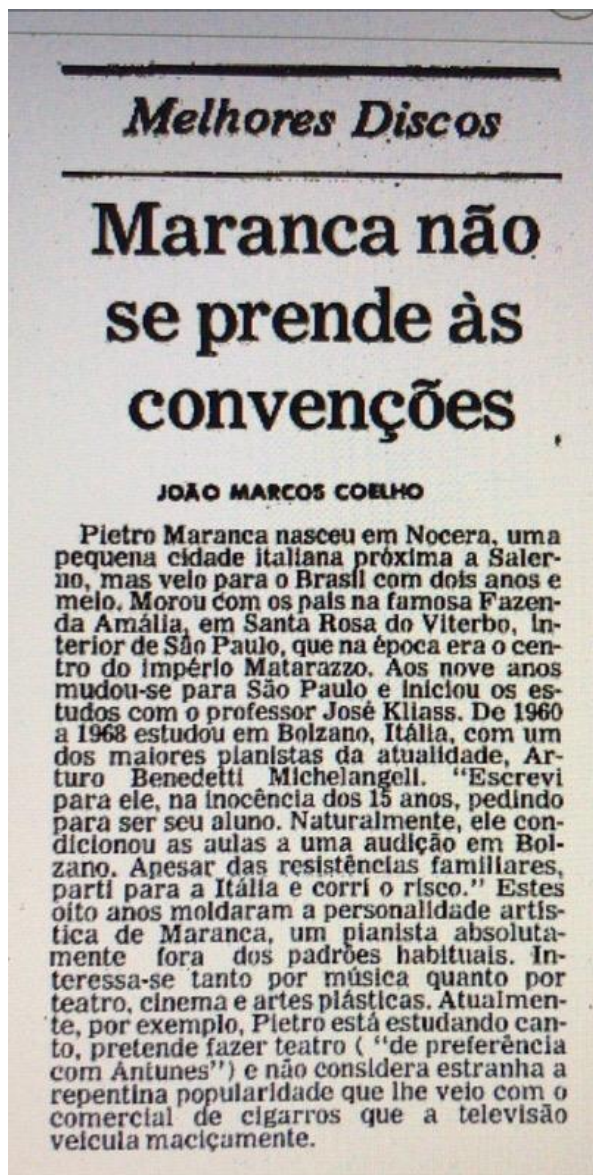 Melhores Discos
Maranca não
se prende às
convenções
JOÃO MARCOS COELHO
Pietro Maranca nasceu em Nocera, uma
pequena cidade italiana próxima a Saler-
no, mas veio para o Brasil com dois anos e
meio. Morou com os pais na famosa Fazen-
da Amália, em Santa Rosa do Viterbo, in-
terior de São Paulo, que na época era o cen-
tro do império Matarazzo. Aos nove anos
mudou-se para São Paulo e iniciou os es-
tudos com o professor José Kliass. De 1960
a 1968 estudou em Bolzano, Itália, com um
dos maiores pianistas da atualidade, Ar-
turo Benedetti Michelangeli. "Escrevi
para ele, na inocência dos 15 anos, pedindo
para ser seu aluno. Naturalmente, ele con-
dicionou as aulas a uma audição em Bol-
zano. Apesar das resistências familiares,
parti para a Itália e corri o risco." Estes
oito anos moldaram a personalidade artís-
tica de Maranca, um pianista absoluta-
mente fora dos padrões habituais. In-
teressa-se tanto por música quanto por
teatro, cinema e artes plásticas. Atualmen-
te, por exemplo, Pietro está estudando can-
to, pretende fazer teatro ( "de preferência
com Antunes") e não considera estranha a
repentina popularidade que lhe veio com o
comercial de cigarros que a televisão
veicula maciçamente.